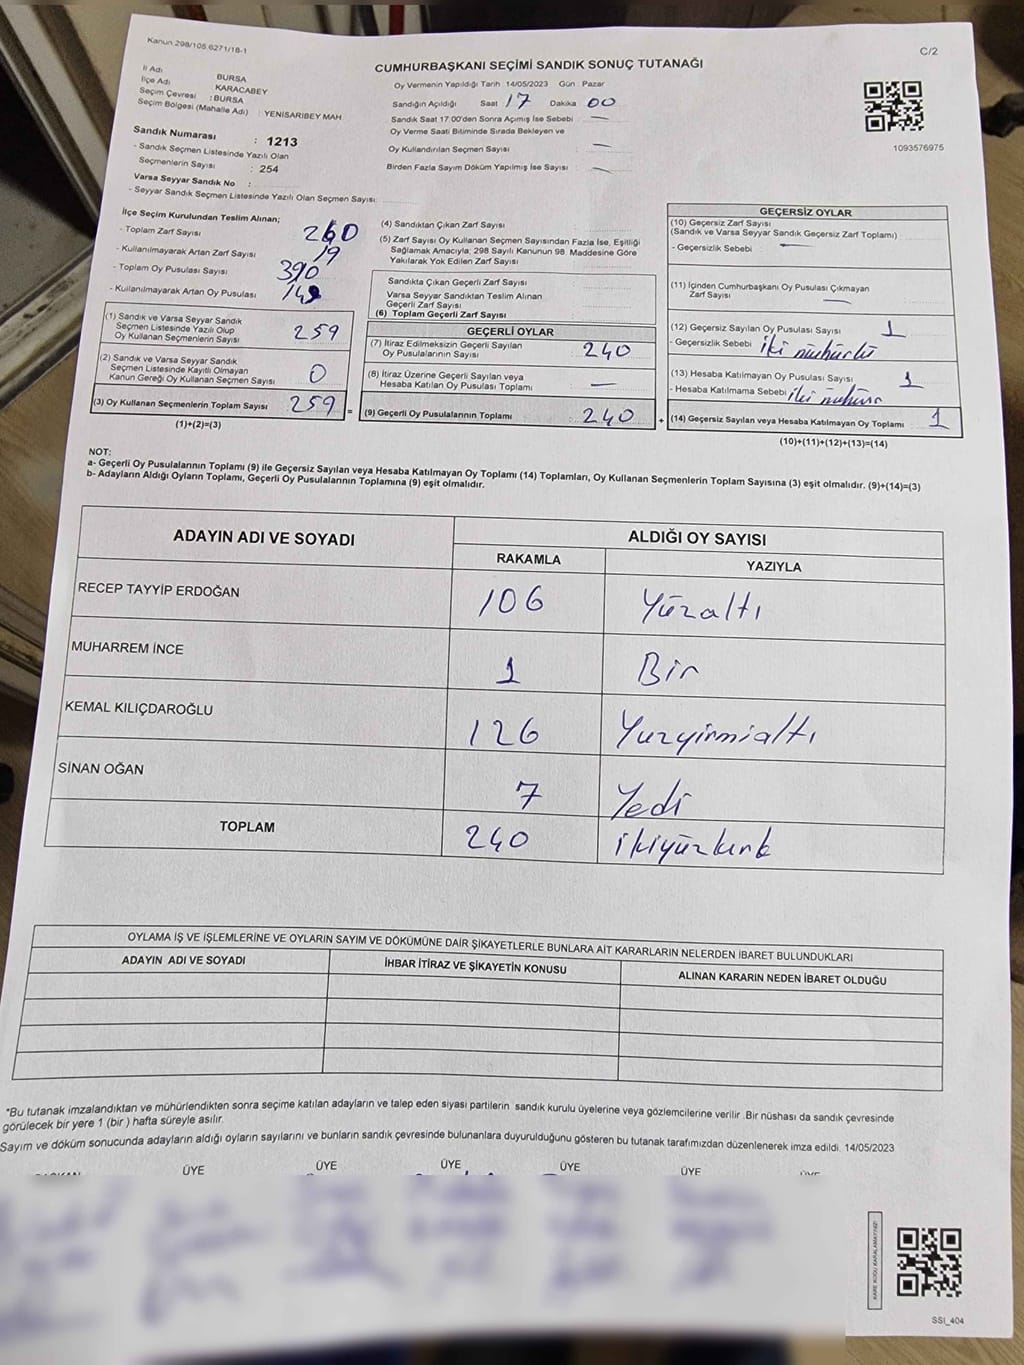 Kanun 298/105.6271/18-1
C/2
CUMHURBAŞKANI SEÇİMİ SANDIK SONUÇ TUTANAĞI
İl Adı BURSA
İlçe Adı KARACABEY
Seçim Çevresi : BURSA
Seçim Bölgesi (Mahalle Adı) : YENISARIBEY MAH
Sandık Numarası : 1213
- Sandık Seçmen Listesinde Yazılı Olan
Seçmenlerin Sayısı : 254
Varsa Seyyar Sandık No :
- Seyyar Sandık Seçmen Listesinde Yazılı Olan Seçmen Sayısı:
Oy Vermenin Yapıldığı Tarih 14/05/2023 Gün Pazar
Sandığın Açıldığı Saat 17 Dakika 00
Sandık Saat 17:00'den Sonra Açılmış İse Sebebi —
Oy Verme Saati Bitiminde Sırada Bekleyen ve
Oy Kullandırılan Seçmen Sayısı —
Birden Fazla Sayım Döküm Yapılmış İse Sayısı —
1093576975
İlçe Seçim Kurulundan Teslim Alınan;
- Toplam Zarf Sayısı 260
- Kullanılmayarak Artan Zarf Sayısı 19
- Toplam Oy Pusulası Sayısı 390
- Kullanılmayarak Artan Oy Pusulası
(1) Sandık ve Varsa Seyyar Sandık
Seçmen Listesinde Yazılı Olup
Oy Kullanan Seçmenlerin Sayısı 259
(2) Sandık ve Varsa Seyyar Sandık
Seçmen Listesinde Kayıtlı Olmayan
Kanun Gereği Oy Kullanan Seçmen Sayısı 0
(3) Oy Kullanan Seçmenlerin Toplam Sayısı 259 =
(1)+(2)=(3)
(4) Sandıktan Çıkan Zarf Sayısı
(5) Zarf Sayısı Oy Kullanan Seçmen Sayısından Fazla İse, Eşitliği
Sağlamak Amacıyla; 298 Sayılı Kanunun 98. Maddesine Göre
Yakılarak Yok Edilen Zarf Sayısı
Sandıkta Çıkan Geçerli Zarf Sayısı
Varsa Seyyar Sandıktan Teslim Alınan
Geçerli Zarf Sayısı
(6) Toplam Geçerli Zarf Sayısı
GEÇERLİ OYLAR
(7) İtiraz Edilmeksizin Geçerli Sayılan
Oy Pusulalarının Sayısı 240
(8) İtiraz Üzerine Geçerli Sayılan veya
Hesaba Katılan Oy Pusulası Toplamı —
(9) Geçerli Oy Pusulalarının Toplamı 240 +
GEÇERSİZ OYLAR
(10) Geçersiz Zarf Sayısı
(Sandık ve Varsa Seyyar Sandık Geçersiz Zarf Toplamı)
- Geçersizlik Sebebi —
(11) İçinden Cumhurbaşkanı Oy Pusulası Çıkmayan
Zarf Sayısı —
(12) Geçersiz Sayılan Oy Pusulası Sayısı 1
- Geçersizlik Sebebi iki mühürlü
(13) Hesaba Katılmayan Oy Pusulası Sayısı 1
- Hesaba Katılmama Sebebi iki
(14) Geçersiz Sayılan veya Hesaba Katılmayan Oy Toplamı 1
(10)+(11)+(12)+(13)=(14)
NOT:
a- Geçerli Oy Pusulalarının Toplamı (9) ile Geçersiz Sayılan veya Hesaba Katılmayan Oy Toplamı (14) Toplamları, Oy Kullanan Seçmenlerin Toplam Sayısına (3) eşit olmalıdır. (9)+(14)=(3)
b- Adayların Aldığı Oyların Toplamı, Geçerli Oy Pusulalarının Toplamına (9) eşit olmalıdır.
ADAYIN ADI VE SOYADI
ALDIĞI OY SAYISI
RAKAMLA YAZIYLA
RECEP TAYYİP ERDOĞAN 106 Yüzaltı
MUHARREM İNCE 1 Bir
KEMAL KILIÇDAROĞLU 126 Yuzyirmialtı
SİNAN OĞAN 7 Yedi
TOPLAM 240 ikiyüzkırk
OYLAMA İŞ VE İŞLEMLERİNE VE OYLARIN SAYIM VE DÖKÜMÜNE DAİR ŞİKAYETLERLE BUNLARA AİT KARARLARIN NELERDEN İBARET BULUNDUKLARI
ADAYIN ADI VE SOYADI İHBAR İTİRAZ VE ŞİKAYETİN KONUSU ALINAN KARARIN NEDEN İBARET OLDUĞU
*Bu tutanak imzalandıktan ve mühürlendikten sonra seçime katılan adayların ve talep eden siyasi partilerin sandık kurulu üyelerine veya gözlemcilerine verilir. Bir nüshası da sandık çevresinde
görülecek bir yere 1 (bir ) hafta süreyle asılır.
Sayım ve döküm sonucunda adayların aldığı oyların sayılarını ve bunların sandık çevresinde bulunanlara duyurulduğunu gösteren bu tutanak tarafımızdan düzenlenerek imza edildi. 14/05/2023
ÜYE ÜYE ÜYE ÜYE ÜYE
KARE KODU KARALAMAYINIZ!
SSI_404